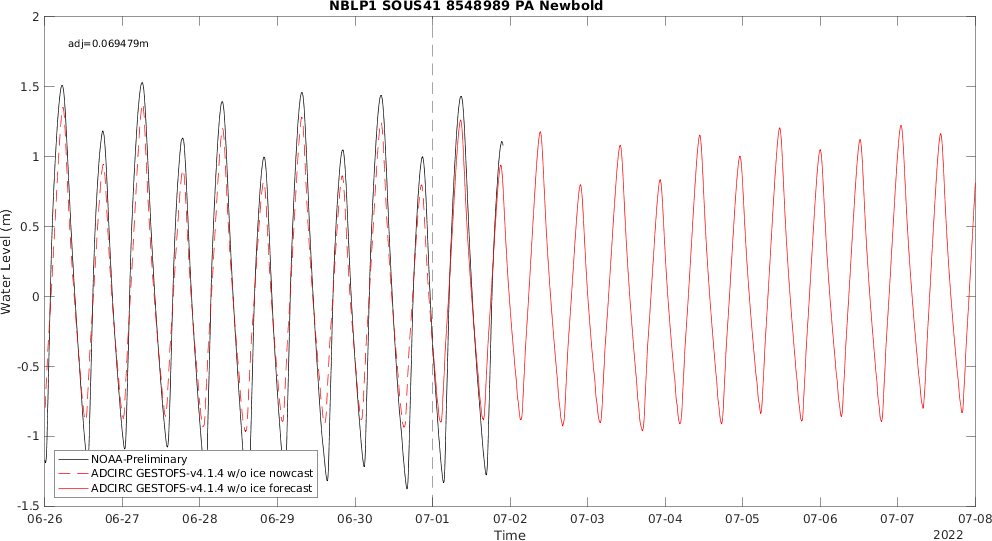 NBLP1 SOUS41 8548989 PA Newbold
2
adj=0.069479m
1.5
1
0.5
0
-0.5
-1
-1.5
Water Level (m)
NOAA-Preliminary
ADCIRC GESTOFS-v4.1.4 w/o ice nowcast
ADCIRC GESTOFS-v4.1.4 w/o ice forecast
06-26 06-27 06-28 06-29 06-30 07-01 07-02 07-03 07-04 07-05 07-06 07-07 07-08
Time
2022